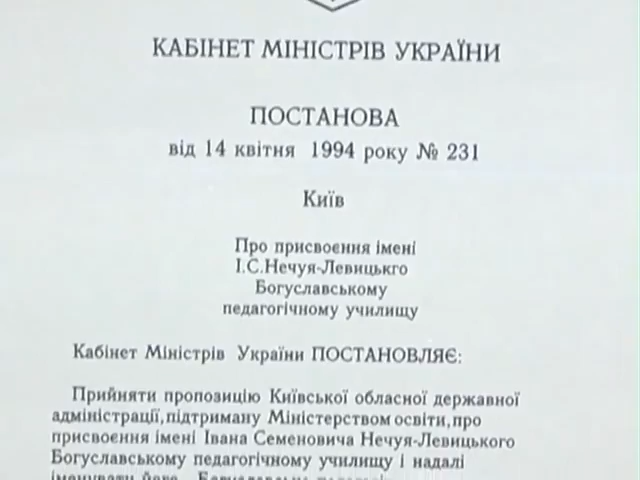 КАБІНЕТ МІНІСТРІВ УКРАЇНИ
ПОСТАНОВА
від 14 квітня 1994 року № 231
Київ
Про присвоєння імені
І.С.Нечуя-Левицькго
Богуславському
педагогічному училищу
Кабінет Міністрів України ПОСТАНОВЛЯЄ:
Прийняти пропозицію Київської обласної державної
адміністрації,підтриману Міністерством освіти,про
присвоєння імені Івана Семеновича Нечуя-Левицького
Богуславському педагогічному училищу і надалі